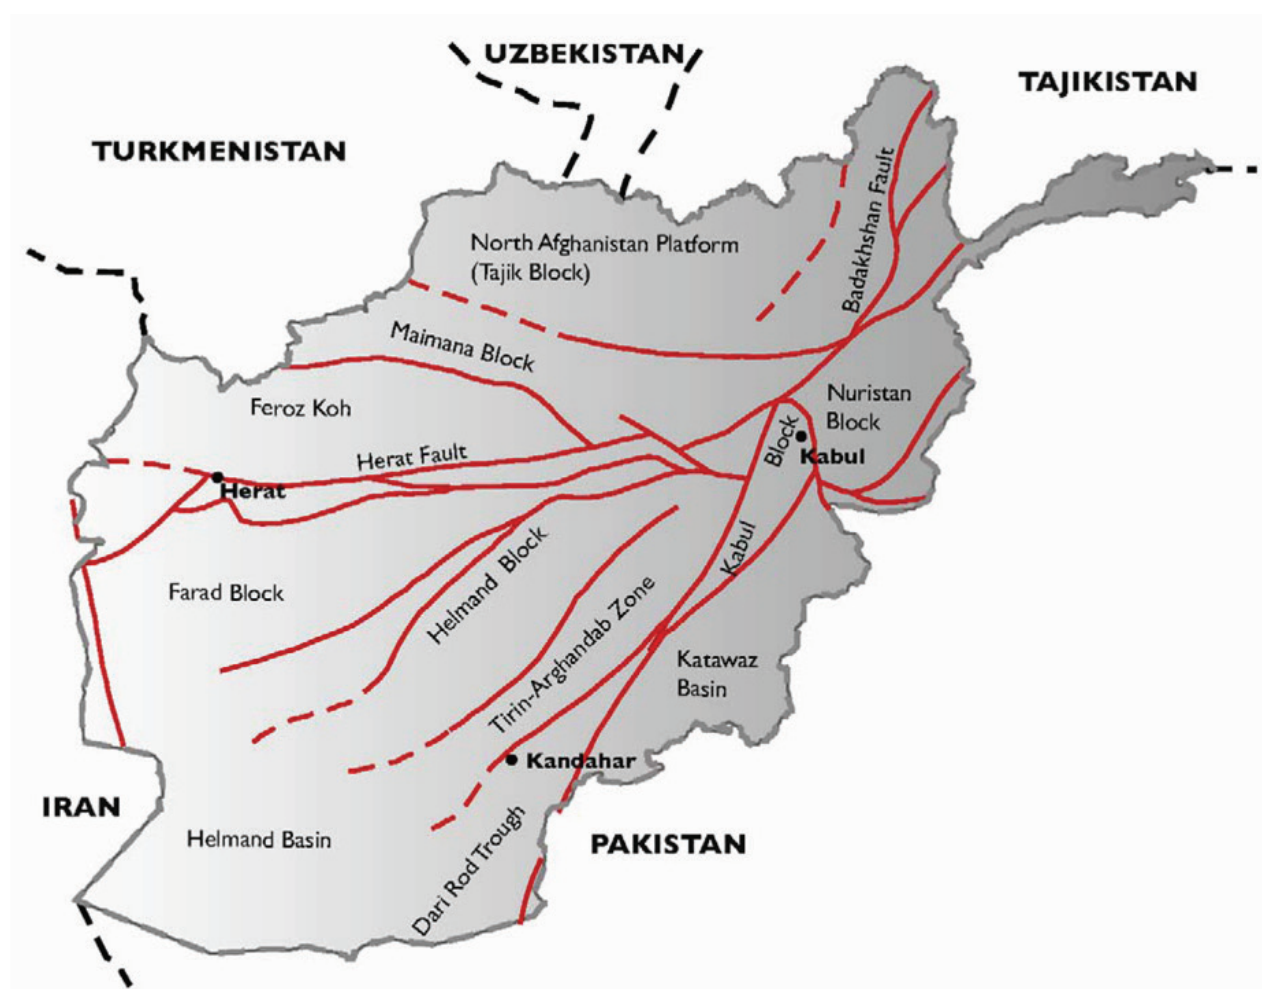 UZBEKISTAN
TAJIKISTAN
TURKMENISTAN
Badakhshan Fault
North Afghanistan Platform
(Tajik Block)
Maimana Block
Feroz Koh
Nuristan
Block
Kabul Block
Kabul
Herat Fault
Herat
Helmand Block
Farad Block
Tirin-Arghandab Zone
Katawaz
Basin
Kandahar
IRAN
Helmand Basin
Dari Rod Trough
PAKISTAN